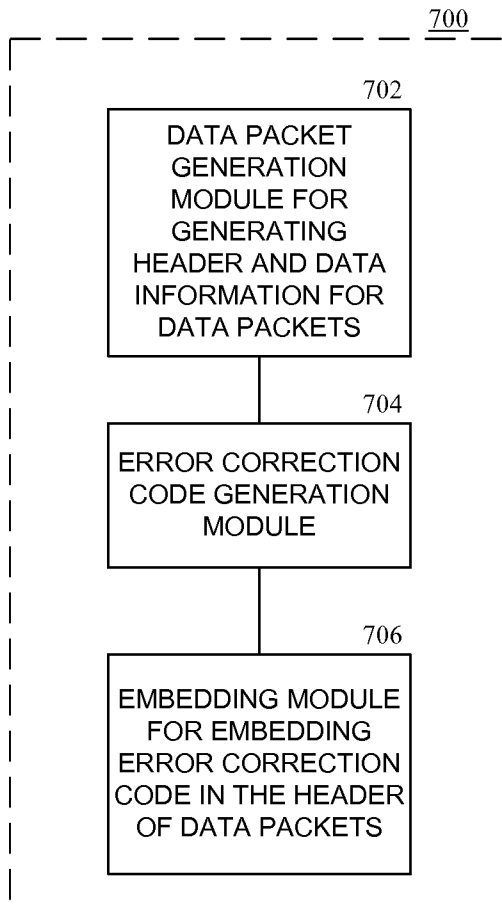 700
702
DATA PACKET
GENERATION
MODULE FOR
GENERATING
HEADER AND DATA
INFORMATION FOR
DATA PACKETS
704
ERROR CORRECTION
CODE GENERATION
MODULE
706
EMBEDDING MODULE
FOR EMBEDDING
ERROR CORRECTION
CODE IN THE HEADER
OF DATA PACKETS